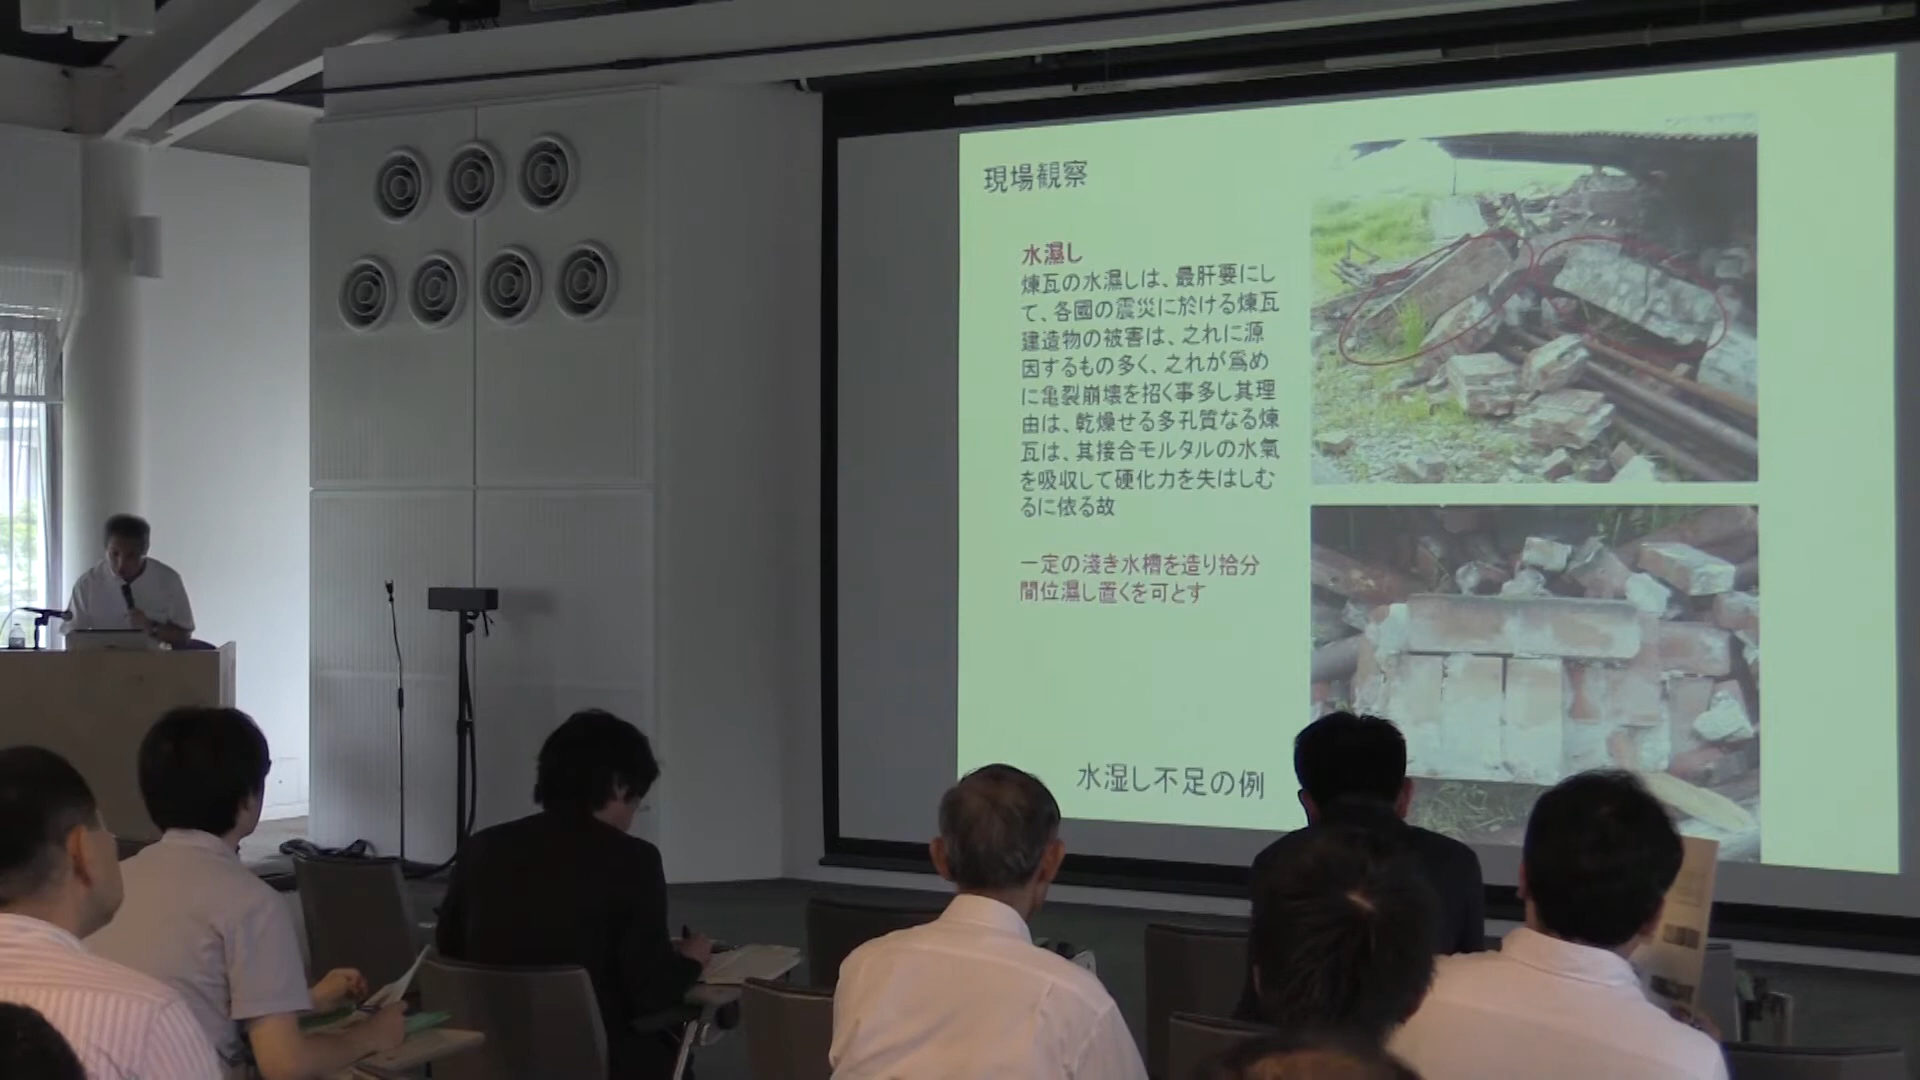 現場観察
水濕し
煉瓦の水濕しは、最肝要にし
て、各國の震災に於ける煉瓦
建造物の被害は、之れに源
因するもの多く、之れが爲め
に亀裂崩壊を招く事多し其理
由は、乾燥せる多孔質なる煉
瓦は、其接合モルタルの水氣
を吸収して硬化力を失はしむ
るに依る故
一定の淺き水槽を造り拾分
間位濕し置くを可とす
水湿し不足の例